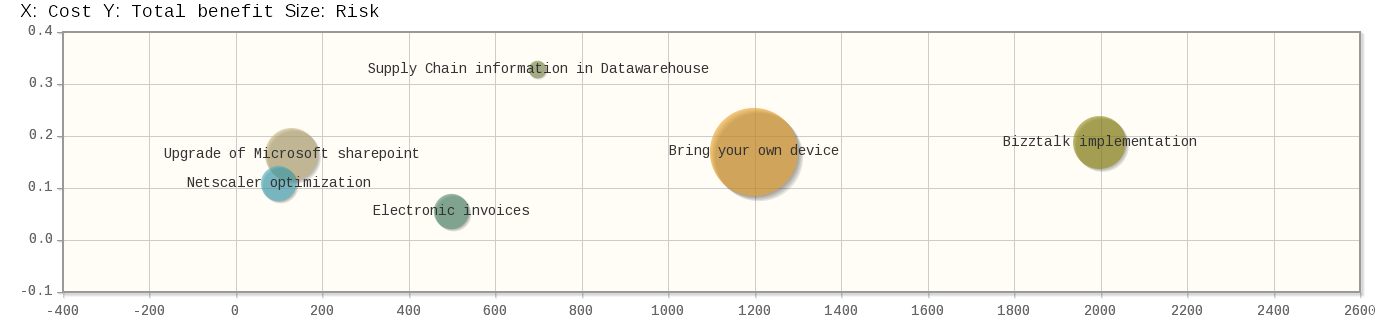 X: Cost Y: Total benefit Size: Risk
0.4
Supply Chain information in Datawarehouse
0.3
0.2
Bizztalk implementation
Bring your own device
Upgrade of Microsoft sharepoint
0.1
Netscaler optimization
Electronic invoices
0.0
-0.1
-400 -200 0 200 400 600 800 1000 1200 1400 1600 1800 2000 2200 2400 2600